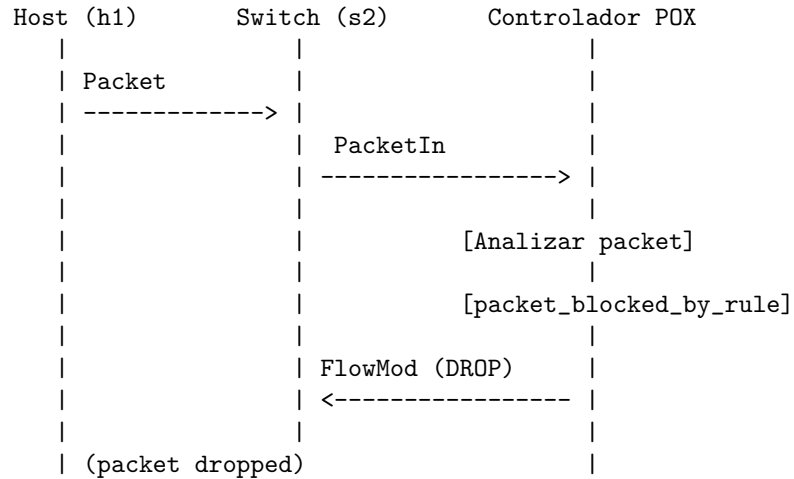 Host (h1) Switch (s2) Controlador POX
Packet
PacketIn
[Analizar packet]
[packet_blocked_by_rule]
FlowMod (DROP)
(packet dropped)